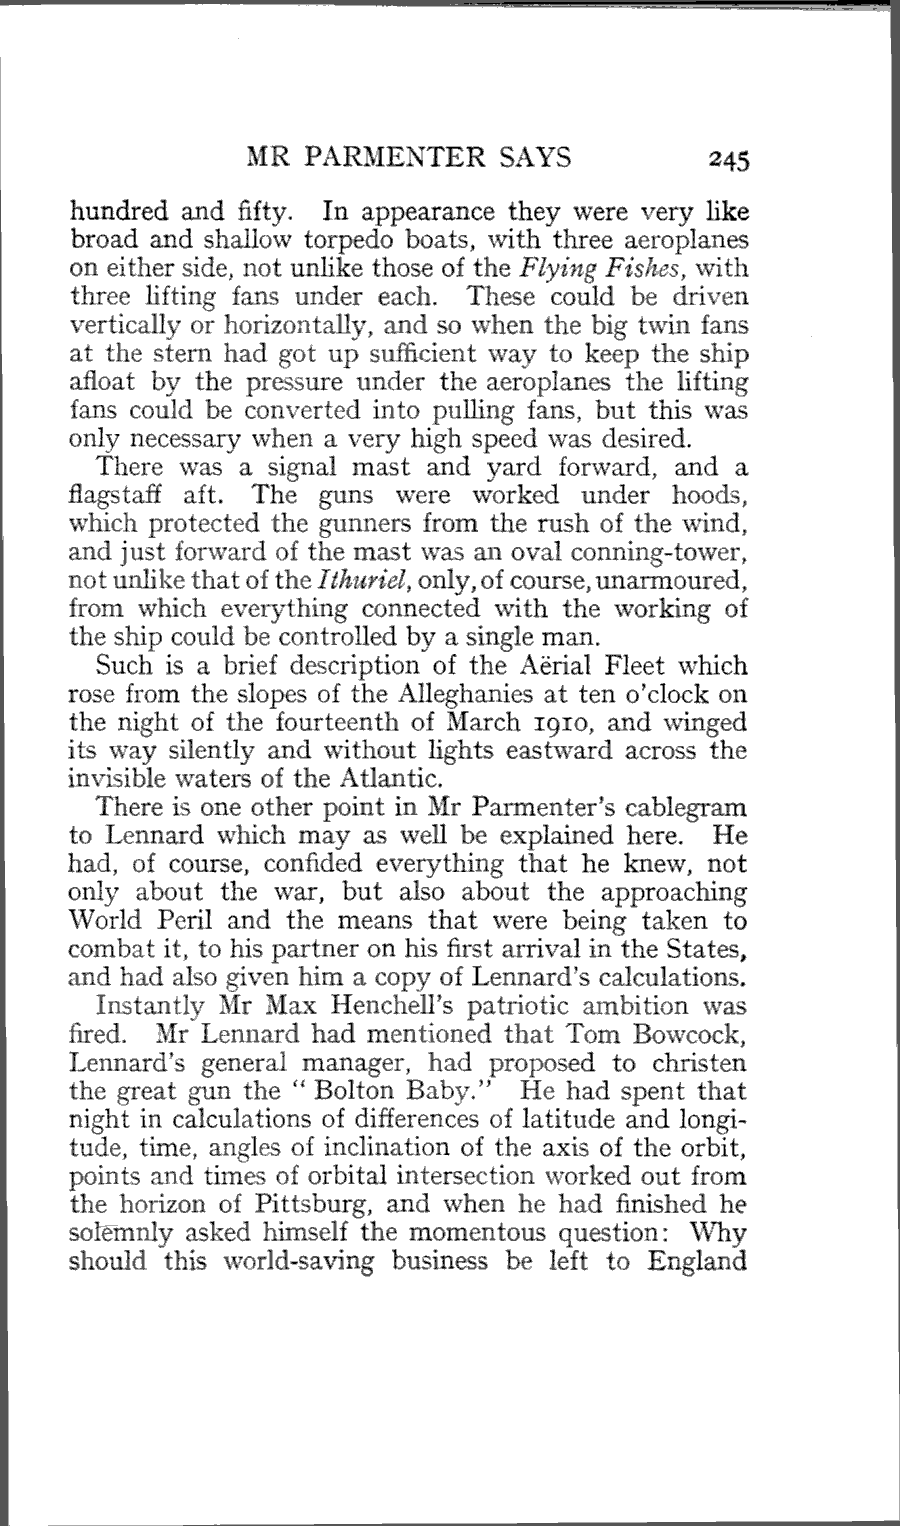 MR PARMENTER SAYS 245
hundred and fifty. In appearance they were very like
broad and shallow torpedo boats, with three aeroplanes
on either side, not unlike those of the Flying Fishes, with
three lifting fans under each. These could be driven
vertically or horizontally, and so when the big twin fans
at the stern had got up sufficient way to keep the ship
afloat by the pressure under the aeroplanes the lifting
fans could be converted into pulling fans, but this was
only necessary when a very high speed was desired.
There was a signal mast and yard forward, and a
flagstaff aft. The guns were worked under hoods,
which protected the gunners from the rush of the wind,
and just forward of the mast was an oval conning-tower,
not unlike that of the Ithuriel, only, of course, unarmoured,
from which everything connected with the working of
the ship could be controlled by a single man.
Such is a brief description of the Aërial Fleet which
rose from the slopes of the Alleghanies at ten o'clock on
the night of the fourteenth of March 1910, and winged
its way silently and without lights eastward across the
invisible waters of the Atlantic.
There is one other point in Mr Parmenter's cablegram
to Lennard which may as well be explained here. He
had, of course, confided everything that he knew, not
only about the war, but also about the approaching
World Peril and the means that were being taken to
combat it, to his partner on his first arrival in the States,
and had also given him a copy of Lennard's calculations.
Instantly Mr Max Henchell's patriotic ambition was
fired. Mr Lennard had mentioned that Tom Bowcock,
Lennard's general manager, had proposed to christen
the great gun the "Bolton Baby." He had spent that
night in calculations of differences of latitude and longi-
tude, time, angles of inclination of the axis of the orbit,
points and times of orbital intersection worked out from
the horizon of Pittsburg, and when he had finished he
solemnly asked himself the momentous question: Why
should this world-saving business be left to England